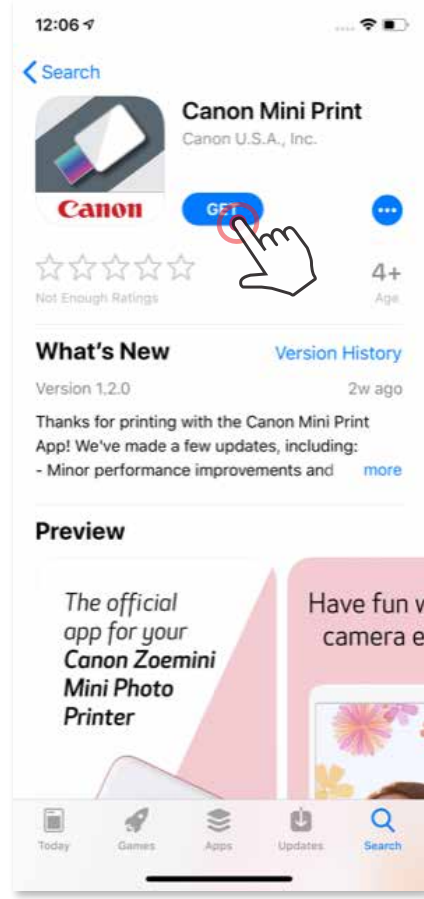 12:06
Search
Canon Mini Print
Canon U.S.A., Inc.
Canon
GET
4+
Not Enough Ratings
Age
What's New
Version History
Version 1.2.0
2w ago
Thanks for printing with the Canon Mini Print
App! We've made a few updates, including:
- Minor performance improvements and more
Preview
The official
app for your
Canon Zoemini
Mini Photo
Printer
Have fun w
camera e
Today
Games
Apps
Updates
Search